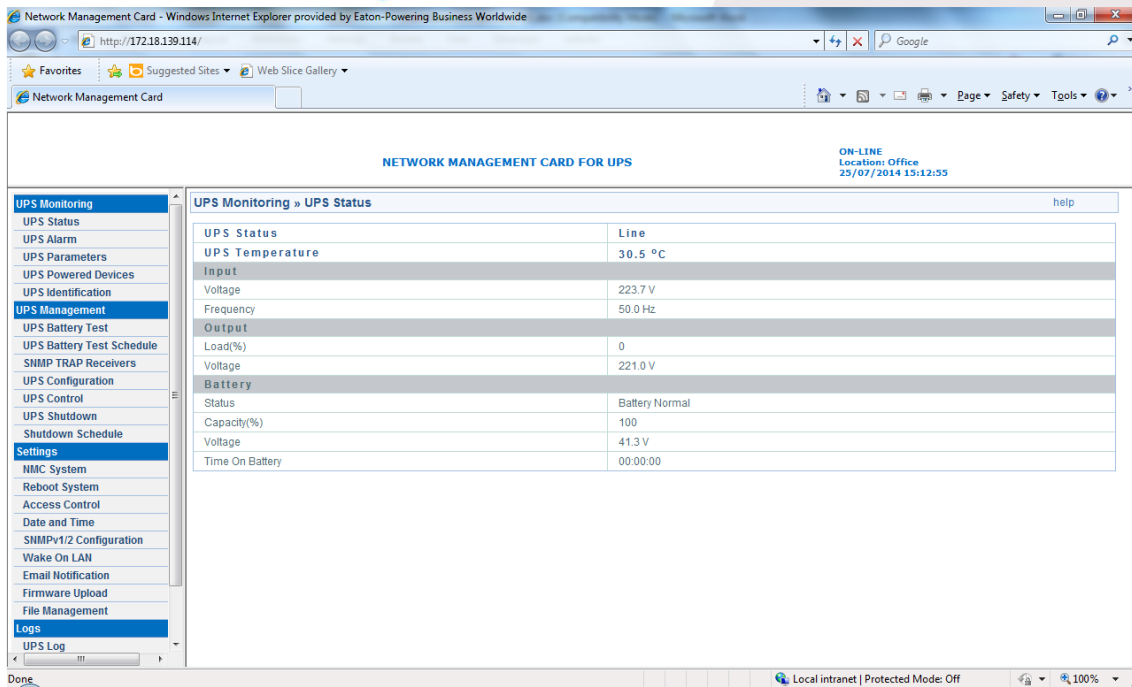 Network Management Card - Windows Internet Explorer provided by Eaton-Powering Business Worldwide
http://172.18.139.114/
Google
Favorites
Suggested Sites
Web Slice Gallery
Network Management Card
Page Safety Tools
NETWORK MANAGEMENT CARD FOR UPS
ON-LINE
Location: Office
25/07/2014 15:12:55
UPS Monitoring
UPS Status
UPS Alarm
UPS Parameters
UPS Powered Devices
UPS Identification
UPS Management
UPS Battery Test
UPS Battery Test Schedule
SNMP TRAP Receivers
UPS Configuration
UPS Control
UPS Shutdown
Shutdown Schedule
Settings
NMC System
Reboot System
Access Control
Date and Time
SNMPv1/2 Configuration
Wake On LAN
Email Notification
Firmware Upload
File Management
Logs
UPS Log
UPS Monitoring » UPS Status help
UPS Status Line
UPS Temperature 30.5 ºC
Input
Voltage 223.7 V
Frequency 50.0 Hz
Output
Load(%) 0
Voltage 221.0 V
Battery
Status Battery Normal
Capacity(%) 100
Voltage 41.3 V
Time On Battery 00:00:00
Done
Local intranet | Protected Mode: Off
100%